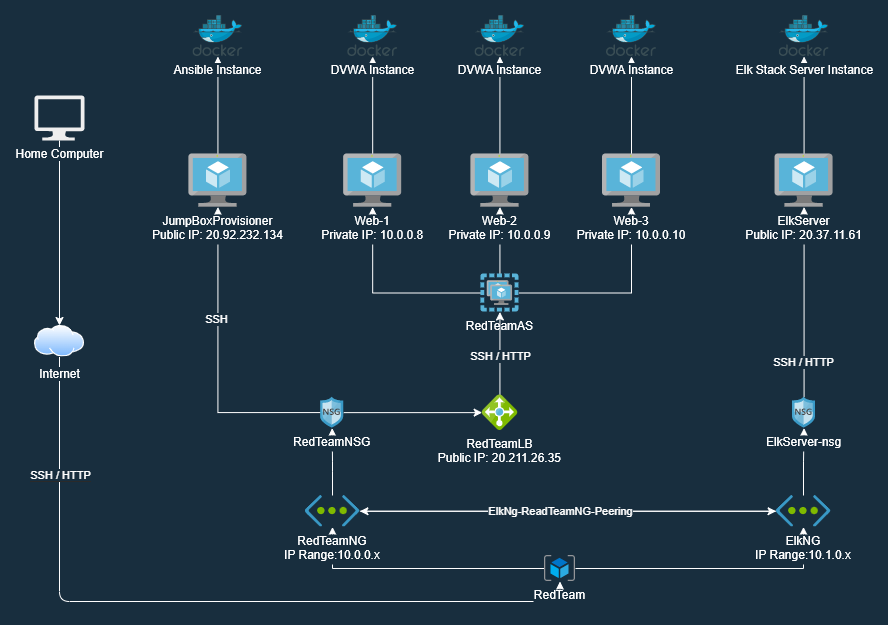 docker
docker
docker
docker
docker
Ansible Instance
DVWA Instance
DVWA Instance
DVWA Instance
Elk Stack Server Instance
Home Computer
JumpBoxProvisioner
Public IP: 20.92.232.134
Web-1
Private IP: 10.0.0.8
Web-2
Private IP: 10.0.0.9
Web-3
Private IP: 10.0.0.10
ElkServer
Public IP: 20.37.11.61
SSH
RedTeamAS
Internet
SSH / HTTP
SSH / HTTP
NSG
RedTeamNSG
RedTeamLB
Public IP: 20.211.26.35
NSG
ElkServer-nsg
SSH / HTTP
ElkNg-ReadTeamNG-Peering
RedTeamNG
IP Range:10.0.0.x
ElkNG
IP Range:10.1.0.x
RedTeam